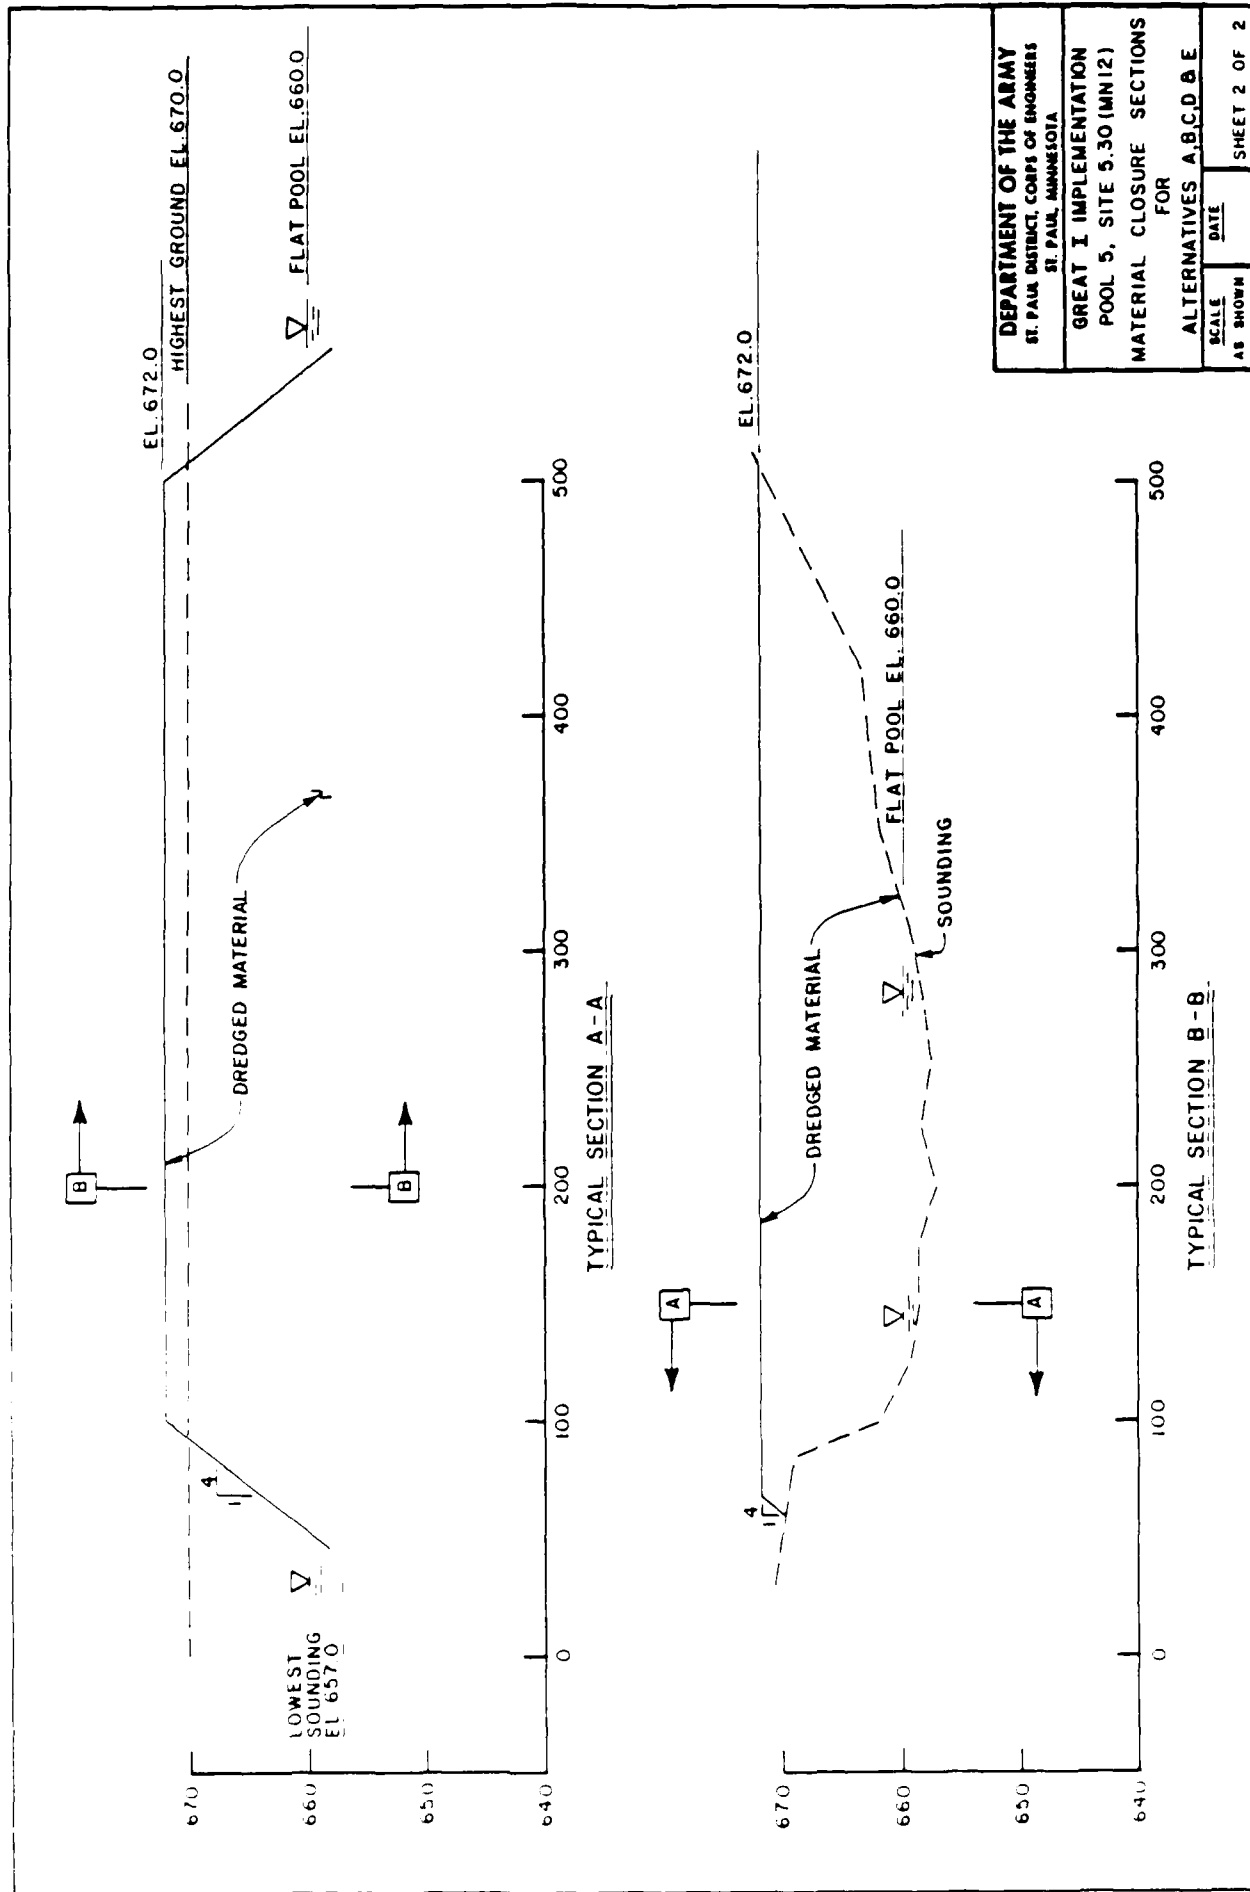 670
660
650
640
LOWEST
SOUNDING
EL 657.0
4
1
B
B
DREDGED MATERIAL
EL.672.0
HIGHEST GROUND EL.670.0
FLAT POOL EL.660.0
0
100
200
300
400
500
TYPICAL SECTION A-A
670
660
650
640
4
1
A
A
DREDGED MATERIAL
SOUNDING
FLAT POOL EL. 660.0
EL.672.0
0
100
200
300
400
500
TYPICAL SECTION B-B
DEPARTMENT OF THE ARMY
ST. PAUL DISTRICT, CORPS OF ENGINEERS
ST. PAUL, MINNESOTA
GREAT I IMPLEMENTATION
POOL 5, SITE 5.30 (MN12)
MATERIAL CLOSURE SECTIONS
FOR
ALTERNATIVES A,B,C,D & E
SCALE
AS SHOWN
DATE
SHEET 2 OF 2